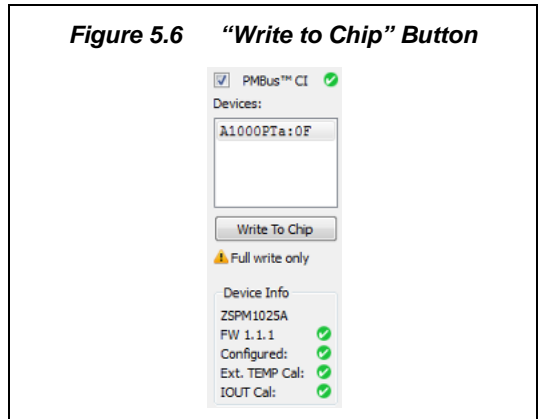 Figure 5.6 “Write to Chip” Button
PMBus™ CI
Devices:
A1000PTa:0F
Write To Chip
Full write only
Device Info
ZSPM1025A
FW 1.1.1
Configured:
Ext. TEMP Cal:
IOUT Cal: